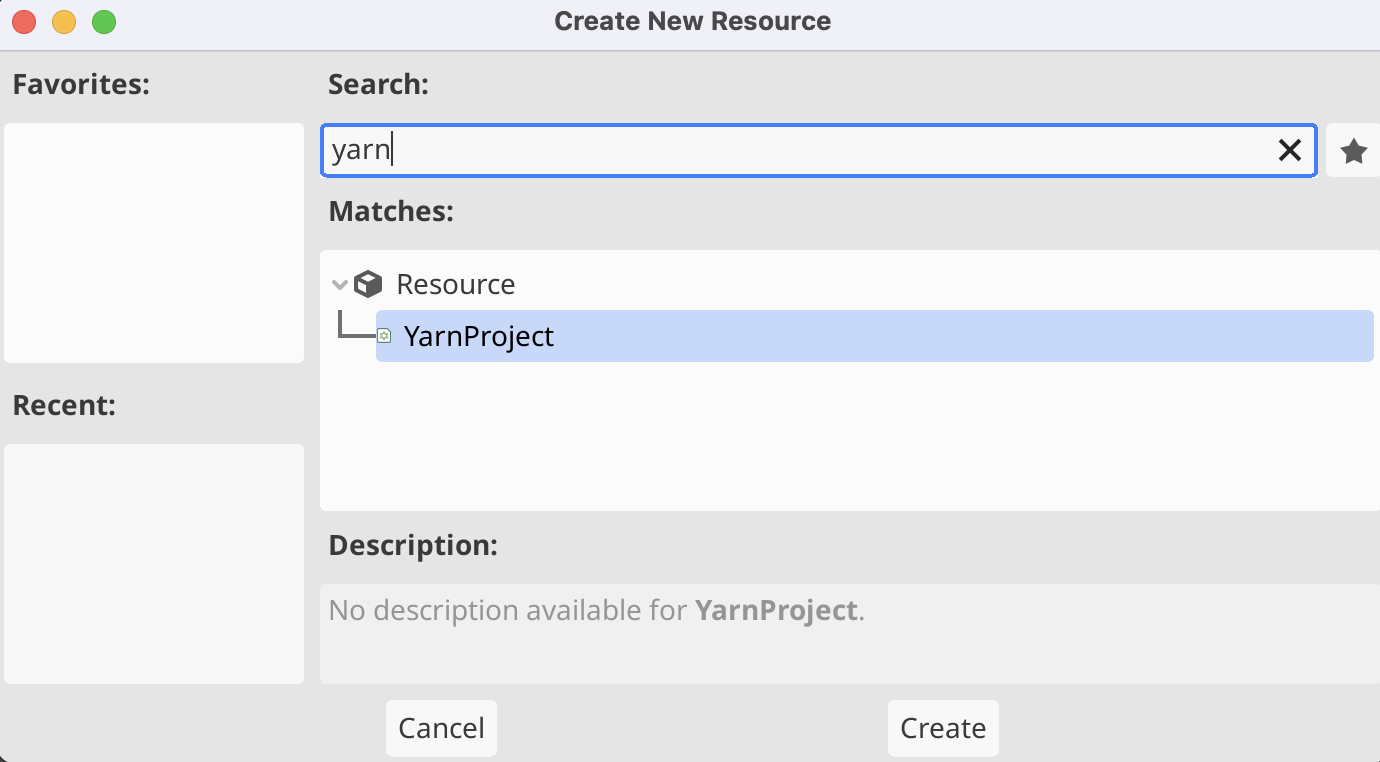 Create New Resource
Favorites:
Search:
yarn
Matches:
Resource
YarnProject
Recent:
Description:
No description available for YarnProject.
Cancel
Create